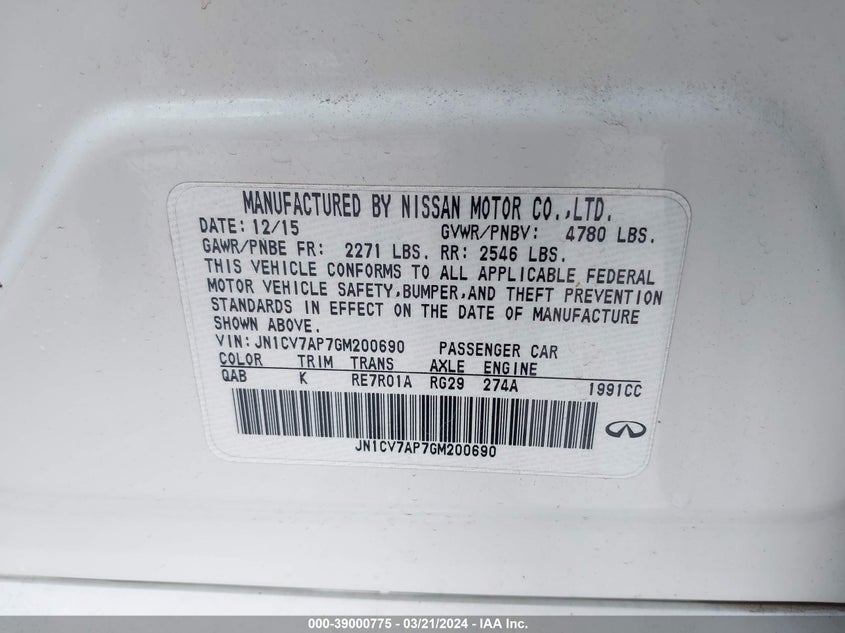 MANUFACTURED BY NISSAN MOTOR CO.,LTD.
DATE: 12/15 GVWR/PNBV: 4780 LBS.
GAWR/PNBE FR: 2271 LBS. RR: 2546 LBS.
THIS VEHICLE CONFORMS TO ALL APPLICABLE FEDERAL
MOTOR VEHICLE SAFETY,BUMPER,AND THEFT PREVENTION
STANDARDS IN EFFECT ON THE DATE OF MANUFACTURE
SHOWN ABOVE.
VIN: JN1CV7AP7GM200690 PASSENGER CAR
COLOR TRIM TRANS AXLE ENGINE
QAB K RE7R01A RG29 274A 1991CC
JN1CV7AP7GM200690
000-39000775 — 03/21/2024 — IAA Inc.